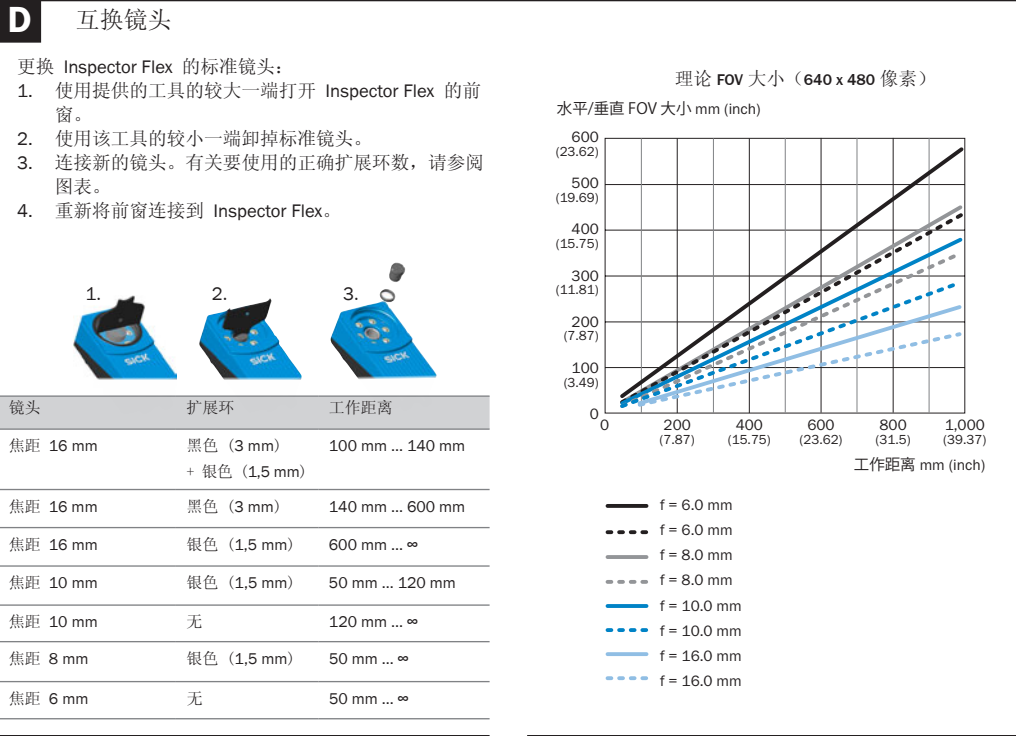 D 互换镜头
更换 Inspector Flex 的标准镜头:
1. 使用提供的工具的较大一端打开 Inspector Flex 的前
窗。
2. 使用该工具的较小一端卸掉标准镜头。
3. 连接新的镜头。有关要使用的正确扩展环数，请参阅
图表。
4. 重新将前窗连接到 Inspector Flex。
1. 2. 3.
SICK SICK SICK
镜头 扩展环 工作距离
焦距 16 mm 黑色（3 mm） 100 mm ... 140 mm
+ 银色（1,5 mm）
焦距 16 mm 黑色（3 mm） 140 mm ... 600 mm
焦距 16 mm 银色（1,5 mm） 600 mm ... ∞
焦距 10 mm 银色（1,5 mm） 50 mm ... 120 mm
焦距 10 mm 无 120 mm ... ∞
焦距 8 mm 银色（1,5 mm） 50 mm ... ∞
焦距 6 mm 无 50 mm ... ∞
理论 FOV 大小（640 x 480 像素）
水平/垂直 FOV 大小 mm (inch)
600
(23.62)
500
(19.69)
400
(15.75)
300
(11.81)
200
(7.87)
100
(3.49)
0
0 200 400 600 800 1,000
(7.87) (15.75) (23.62) (31.5) (39.37)
工作距离 mm (inch)
f = 6.0 mm
f = 6.0 mm
f = 8.0 mm
f = 8.0 mm
f = 10.0 mm
f = 10.0 mm
f = 16.0 mm
f = 16.0 mm